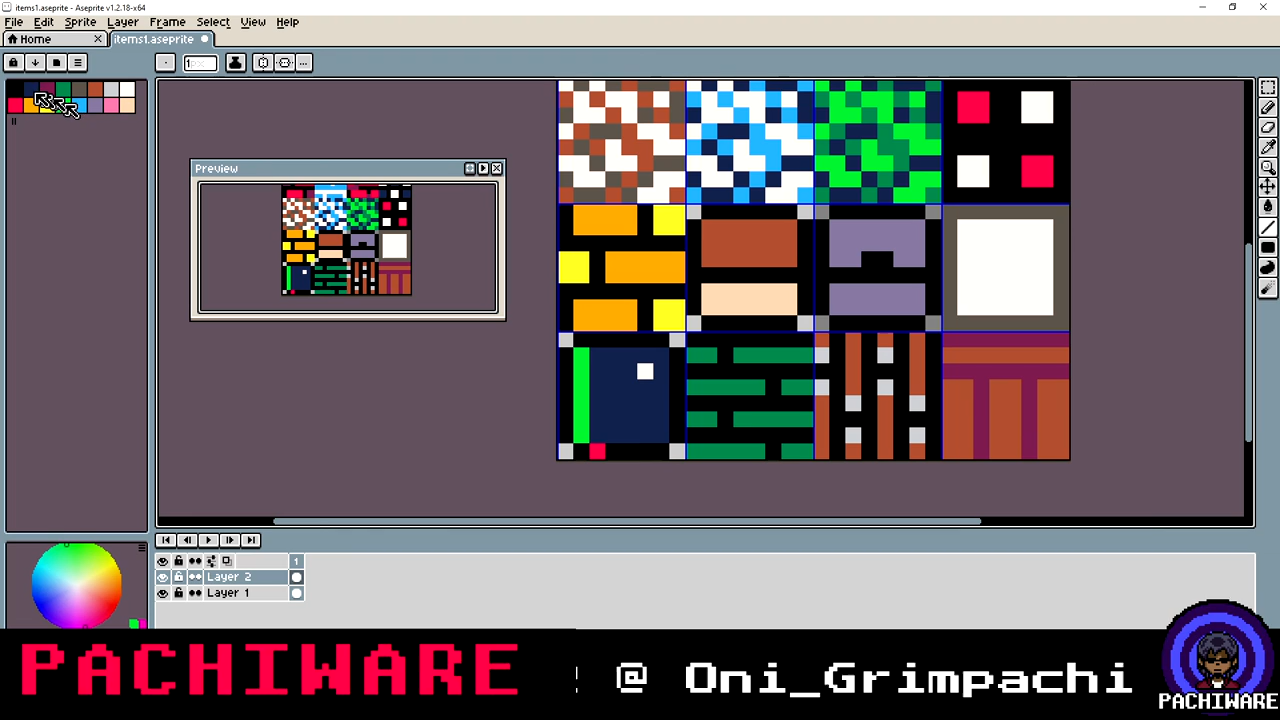 items1.aseprite - Aseprite v1.2.18-x64
File Edit Sprite Layer Frame Select View Help
Home
items1.aseprite
1px
Preview
1
Layer 2
Layer 1
PACHIWARE
@ Oni_Grimpachi
PACHIWARE